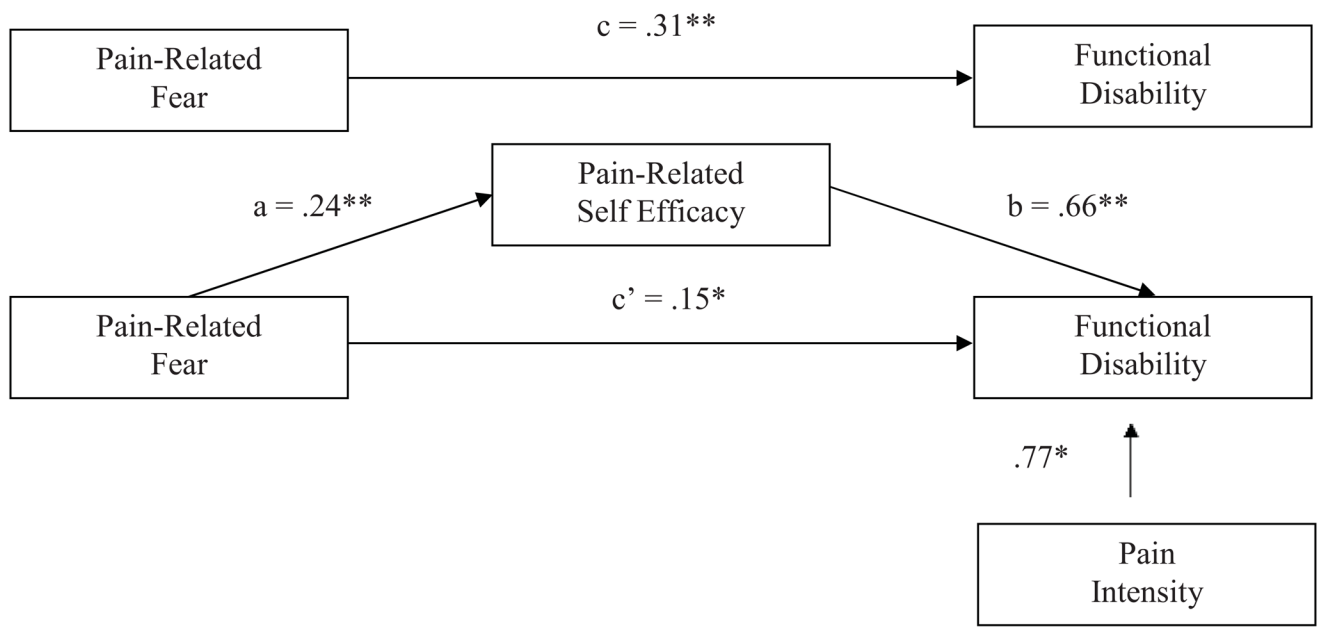 c = .31**
Pain-Related
Fear
Functional
Disability
Pain-Related
Self Efficacy
a = .24**
b = .66**
c’ = .15*
Pain-Related
Fear
Functional
Disability
.77*
Pain
Intensity